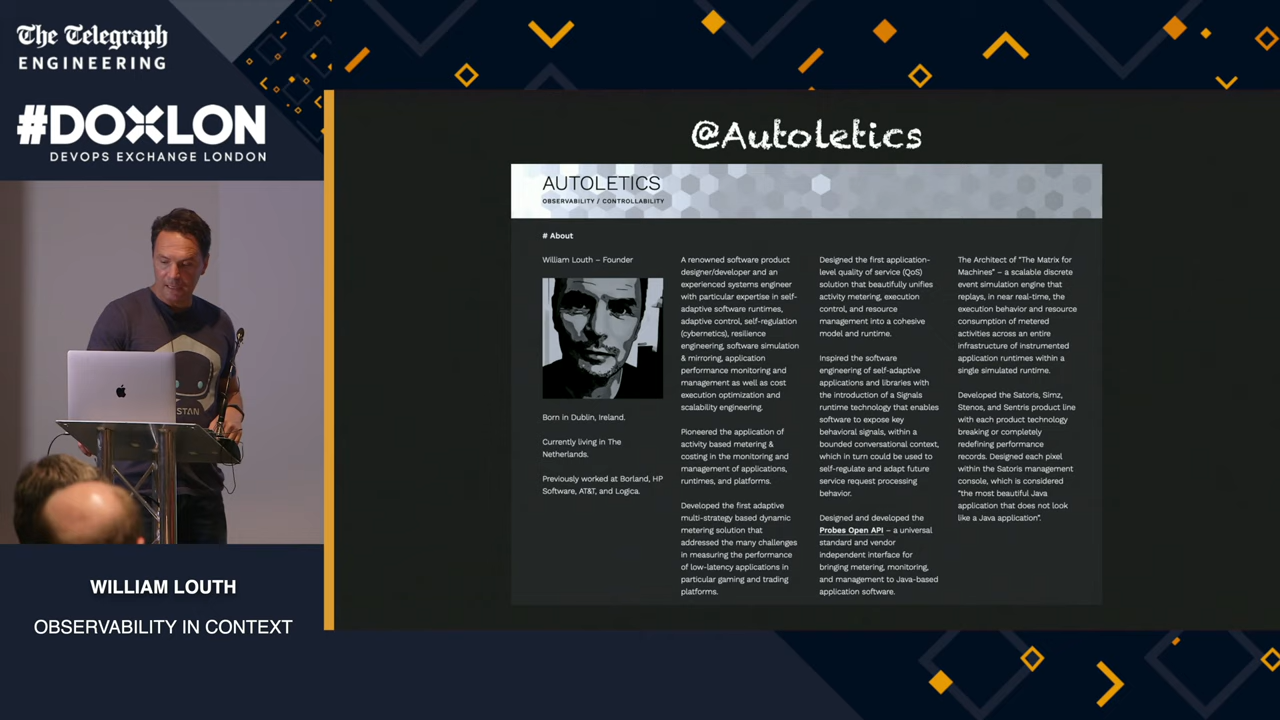 The Telegraph
ENGINEERING
#DOXLON
DEVOPS EXCHANGE LONDON
STAN
WILLIAM LOUTH
OBSERVABILITY IN CONTEXT
@Autoletics
AUTOLETICS
OBSERVABILITY / CONTROLLABILITY
# About
William Louth – Founder
Born in Dublin, Ireland.
Currently living in The
Netherlands.
Previously worked at Borland, HP
Software, AT&T, and Logica.
A renowned software product
designer/developer and an
experienced systems engineer
with particular expertise in self-
adaptive software runtimes,
adaptive control, self-regulation
(cybernetics), resilience
engineering, software simulation
& mirroring, application
performance monitoring and
management as well as cost
execution optimization and
scalability engineering.
Pioneered the application of
activity based metering &
costing in the monitoring and
management of applications,
runtimes, and platforms.
Developed the first adaptive
multi-strategy based dynamic
metering solution that
addressed the many challenges
in measuring the performance
of low-latency applications in
particular gaming and trading
platforms.
Designed the first application-
level quality of service (QoS)
solution that beautifully unifies
activity metering, execution
control, and resource
management into a cohesive
model and runtime.
Inspired the software
engineering of self-adaptive
applications and libraries with
the introduction of a Signals
runtime technology that enables
software to expose key
behavioral signals, within a
bounded conversational context,
which in turn could be used to
self-regulate and adapt future
service request processing
behavior.
Designed and developed the
Probes Open API – a universal
standard and vendor
independent interface for
bringing metering, monitoring,
and management to Java-based
application software.
The Architect of "The Matrix for
Machines" – a scalable discrete
event simulation engine that
replays, in near real-time, the
execution behavior and resource
consumption of metered
activities across an entire
infrastructure of instrumented
application runtimes within a
single simulated runtime.
Developed the Satoris, Simz,
Stenos, and Sentris product line
with each product technology
breaking or completely
redefining performance
records. Designed each pixel
within the Satoris management
console, which is considered
"the most beautiful Java
application that does not look
like a Java application".